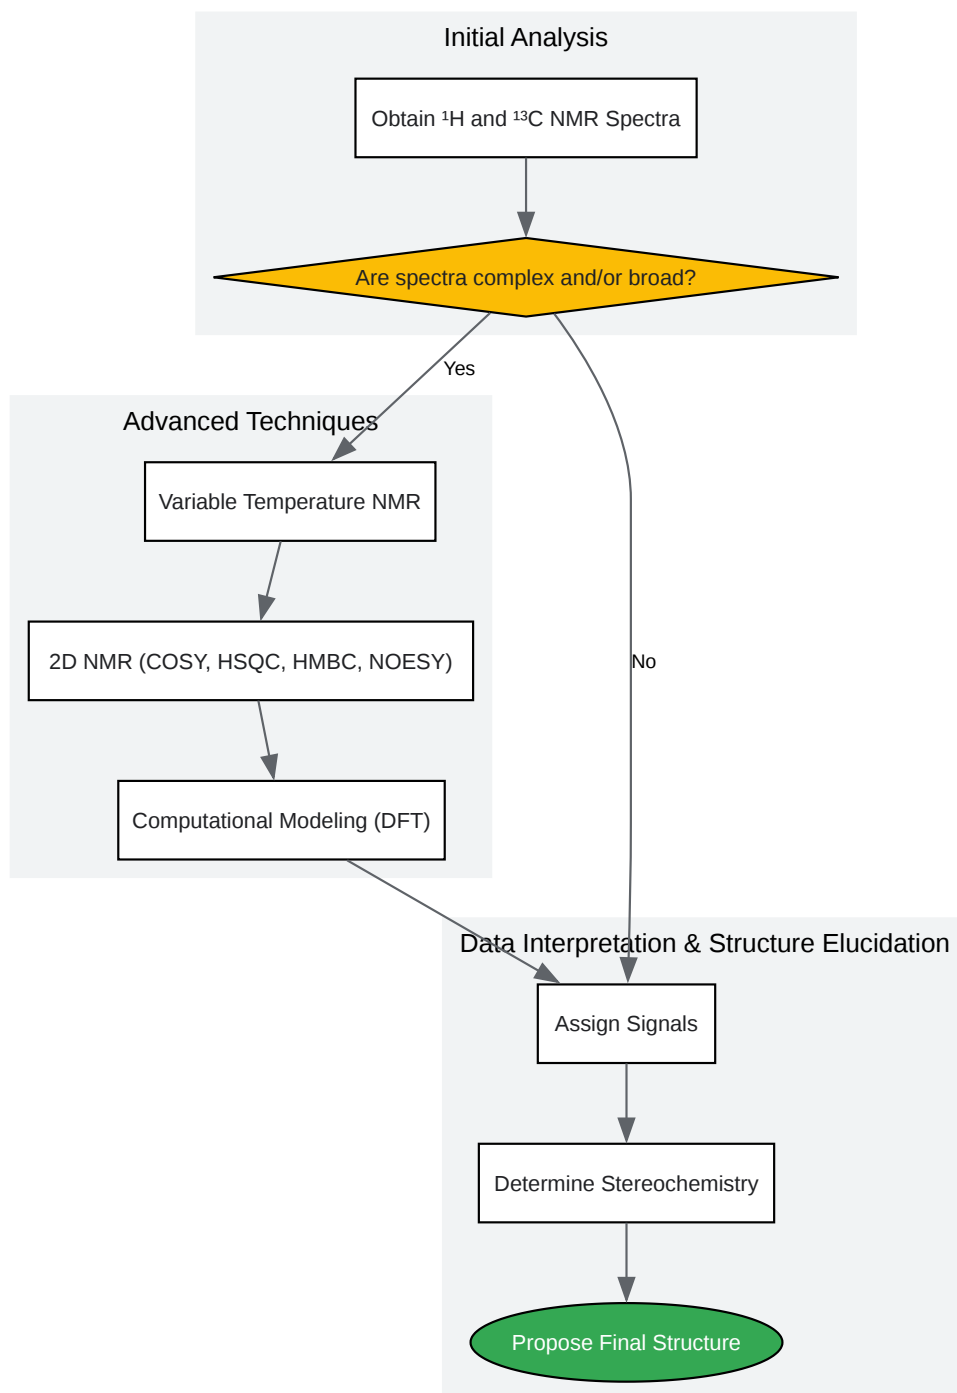 Initial Analysis
Obtain ¹H and ¹³C NMR Spectra
Are spectra complex and/or broad?
Yes
Advanced Techniques
Variable Temperature NMR
2D NMR (COSY, HSQC, HMBC, NOESY)
No
Computational Modeling (DFT)
Data Interpretation & Structure Elucidation
Assign Signals
Determine Stereochemistry
Propose Final Structure